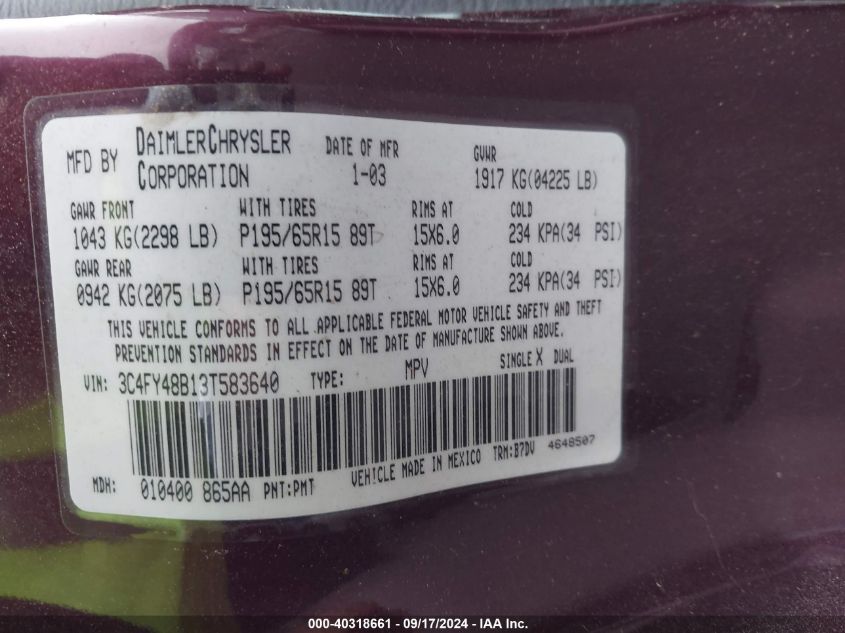 MFD BY DAIMLERCHRYSLER CORPORATION DATE OF MFR 1-03 GVWR 1917 KG(04225 LB)
GAWR FRONT WITH TIRES RIMS AT COLD
1043 KG(2298 LB) P195/65R15 89T 15X6.0 234 KPA(34 PSI)
GAWR REAR WITH TIRES RIMS AT COLD
0942 KG(2075 LB) P195/65R15 89T 15X6.0 234 KPA(34 PSI)
THIS VEHICLE CONFORMS TO ALL APPLICABLE FEDERAL MOTOR VEHICLE SAFETY AND THEFT
PREVENTION STANDARDS IN EFFECT ON THE DATE OF MANUFACTURE SHOWN ABOVE.
VIN: 3C4FY48B13T583640 TYPE: MPV SINGLE X DUAL
MDH: 010400 865AA PNT:PMT VEHICLE MADE IN MEXICO TRM:B7DV 4648507
000-40318661 - 09/17/2024 - IAA Inc.